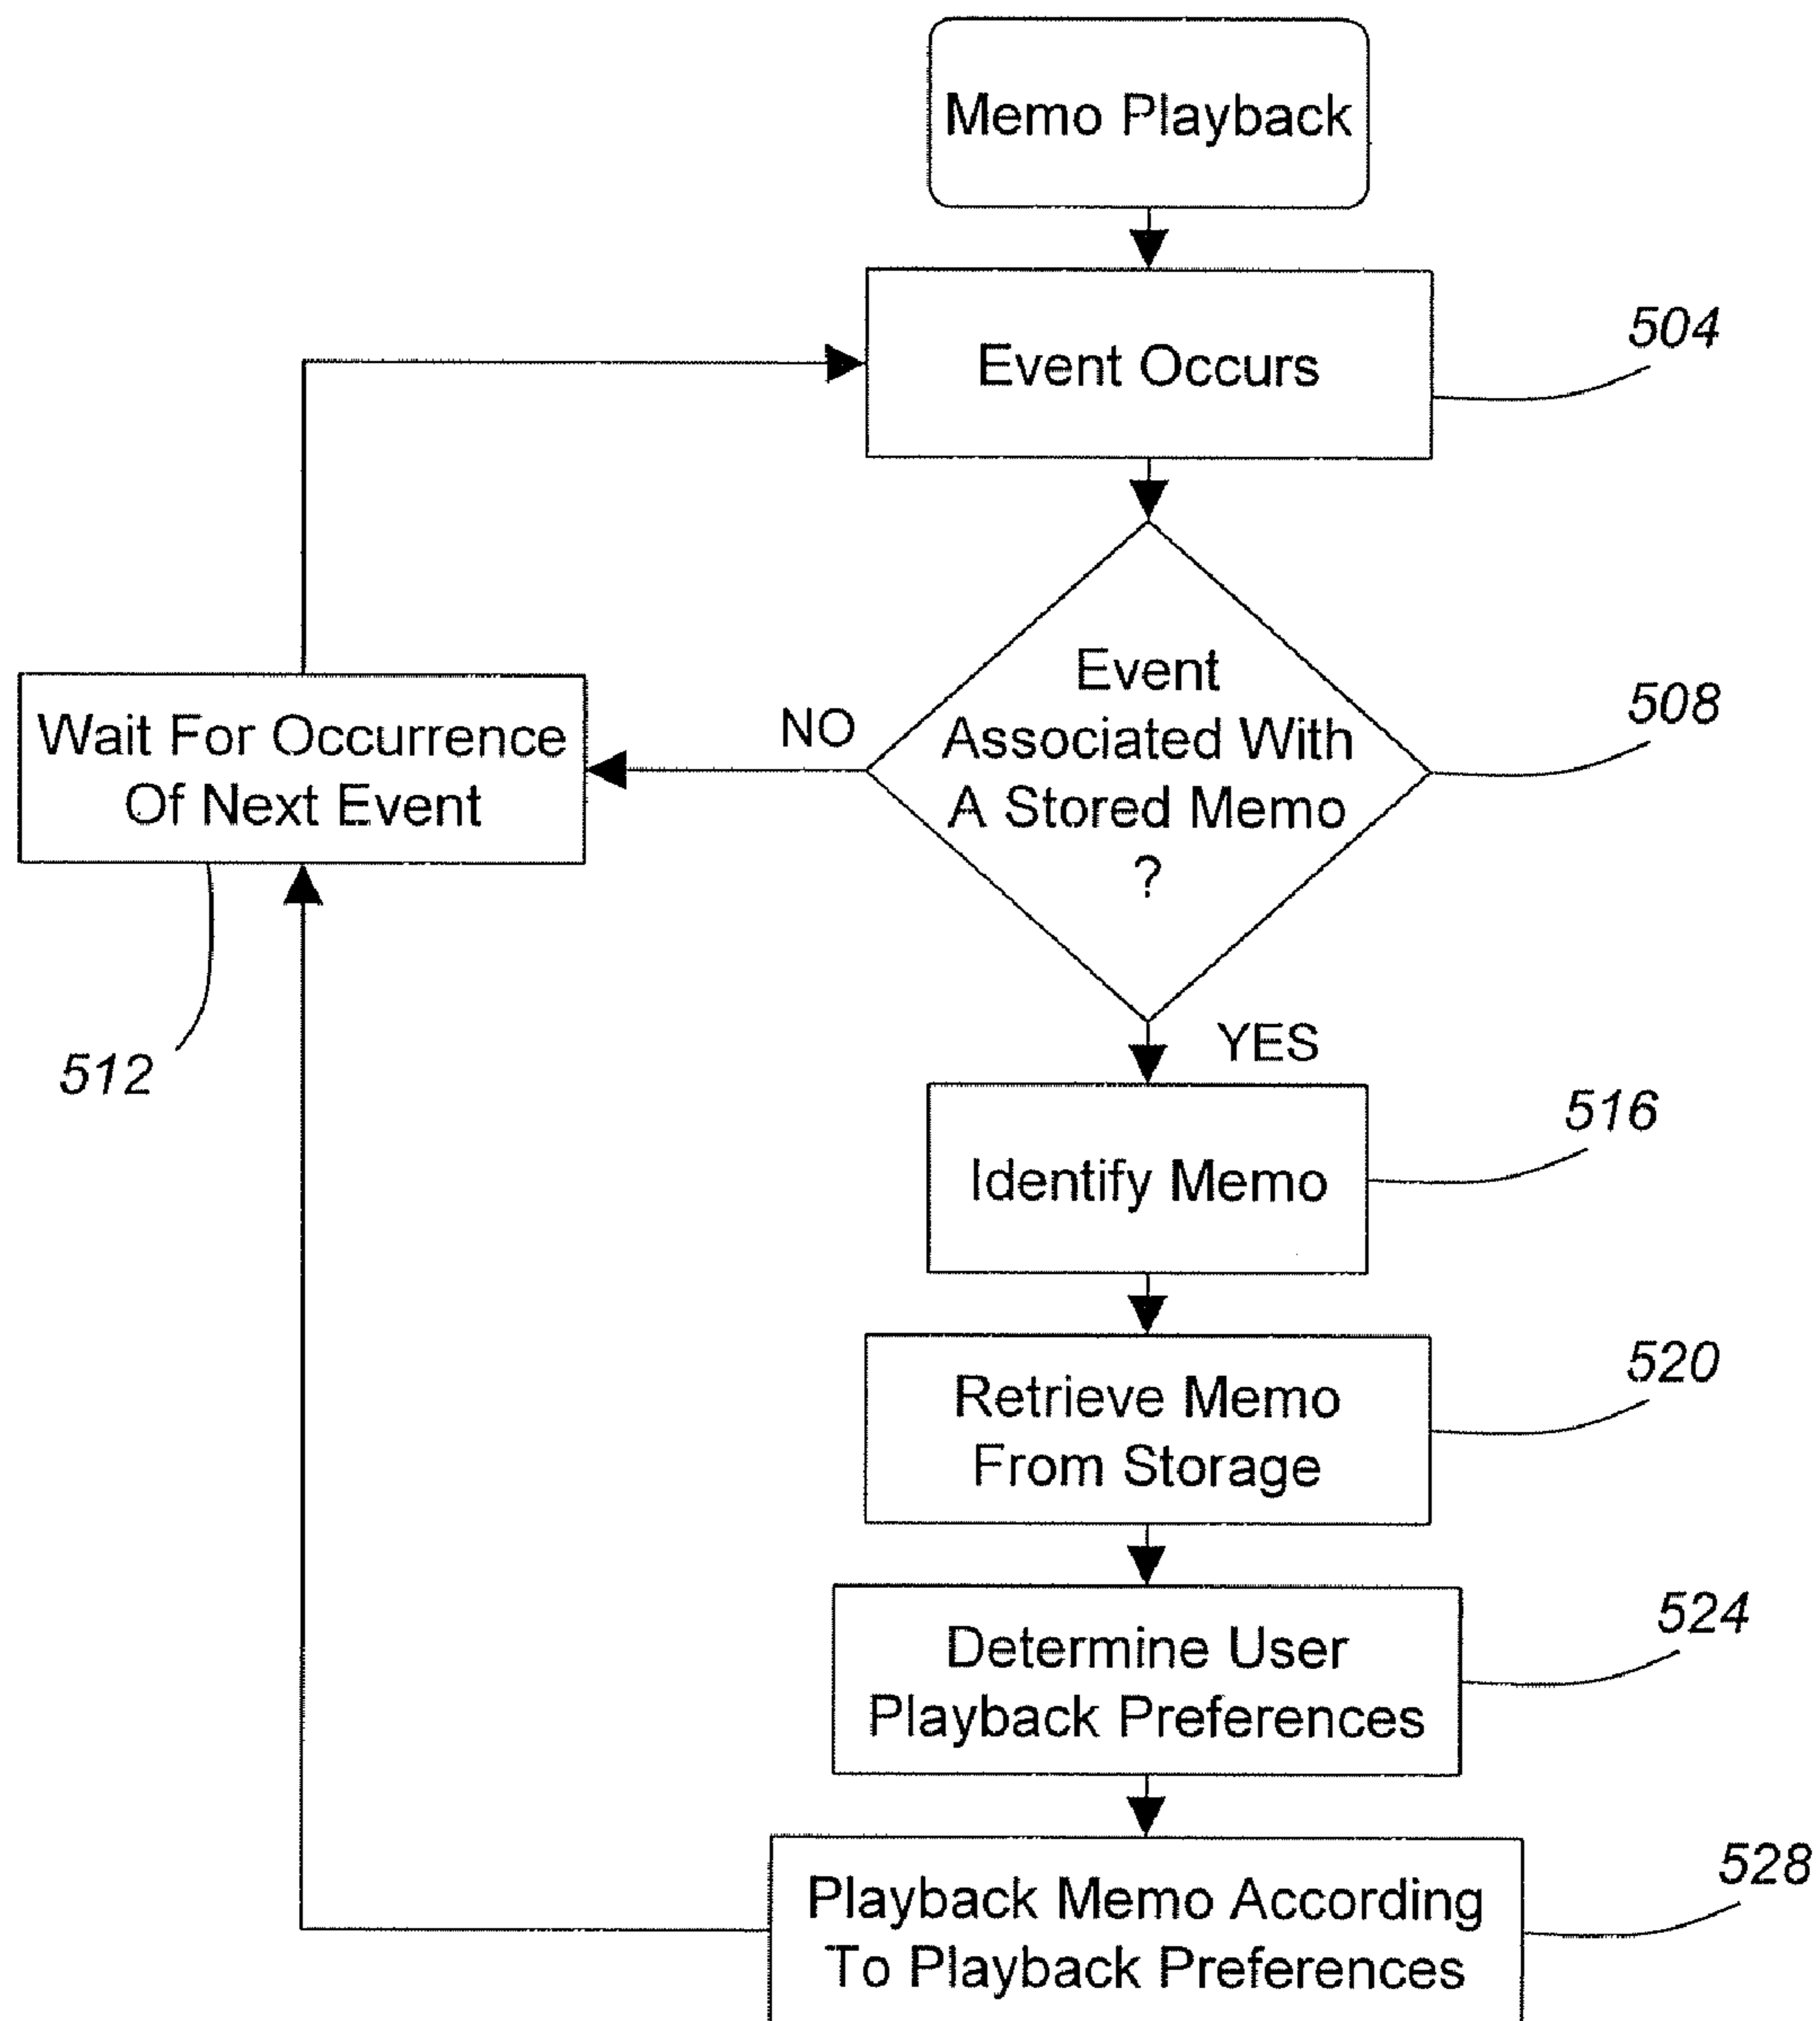 Memo Playback
Event Occurs
504
Event
Associated With
A Stored Memo
?
508
NO
Wait For Occurrence
Of Next Event
512
YES
Identify Memo
516
Retrieve Memo
From Storage
520
Determine User
Playback Preferences
524
Playback Memo According
To Playback Preferences
528